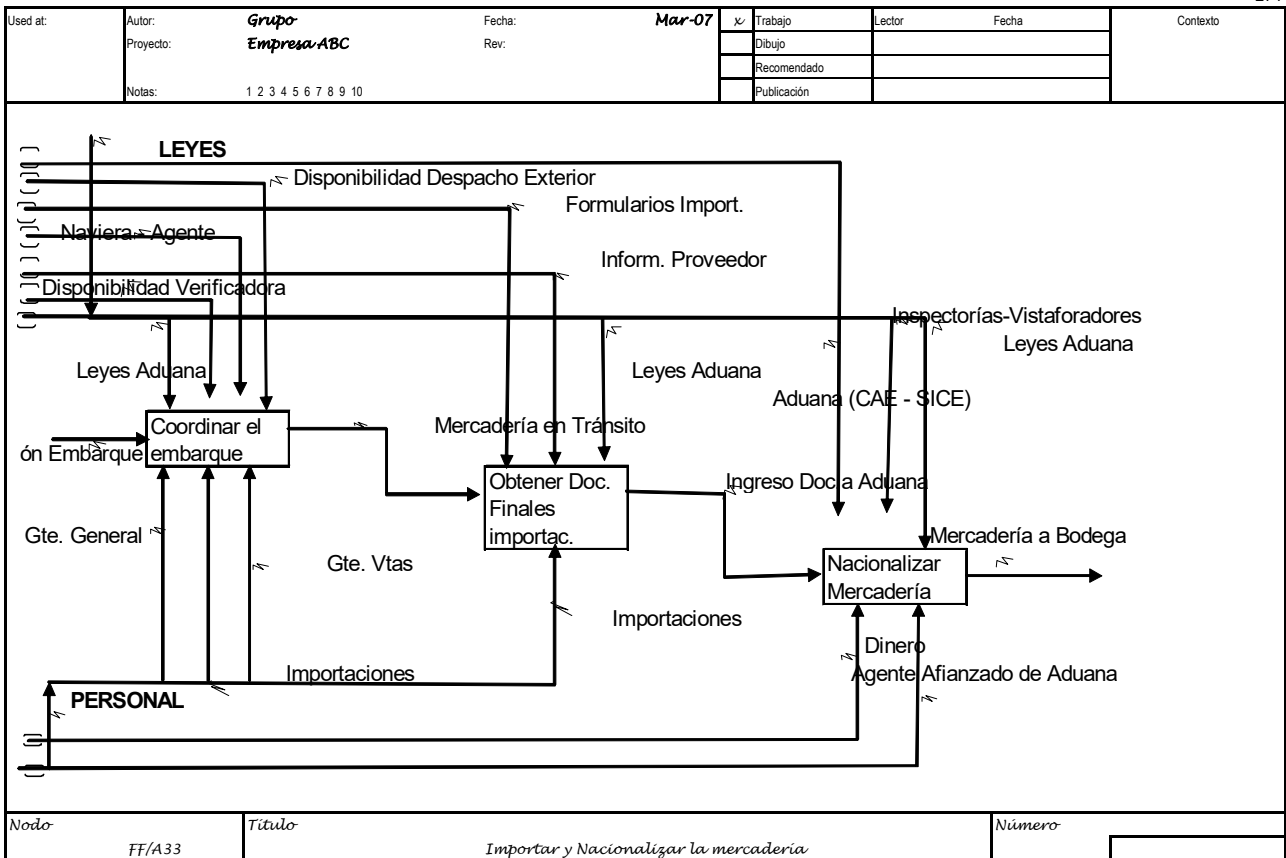 Used at:
Autor: Grupo Fecha: Mar-07 x Trabajo Lector Fecha Contexto
Proyecto: Empresa ABC Rev: Dibujo
Recomendado
Notas: 1 2 3 4 5 6 7 8 9 10 Publicación
LEYES
Disponibilidad Despacho Exterior
Formularios Import.
Naviera - Agente
Inform. Proveedor
Disponibilidad Verificadora
Inspectorías-Vistaforadores
Leyes Aduana
Leyes Aduana
Leyes Aduana
Aduana (CAE - SICE)
Coordinar el
embarque
Mercadería en Tránsito
ón Embarque
Obtener Doc.
Finales
importac.
Ingreso Doc a Aduana
Gte. General
Gte. Vtas
Mercadería a Bodega
Nacionalizar
Mercadería
Importaciones
Dinero
Importaciones
Agente Afianzado de Aduana
PERSONAL
Nodo Título Número
FF/A33 Importar y Nacionalizar la mercadería